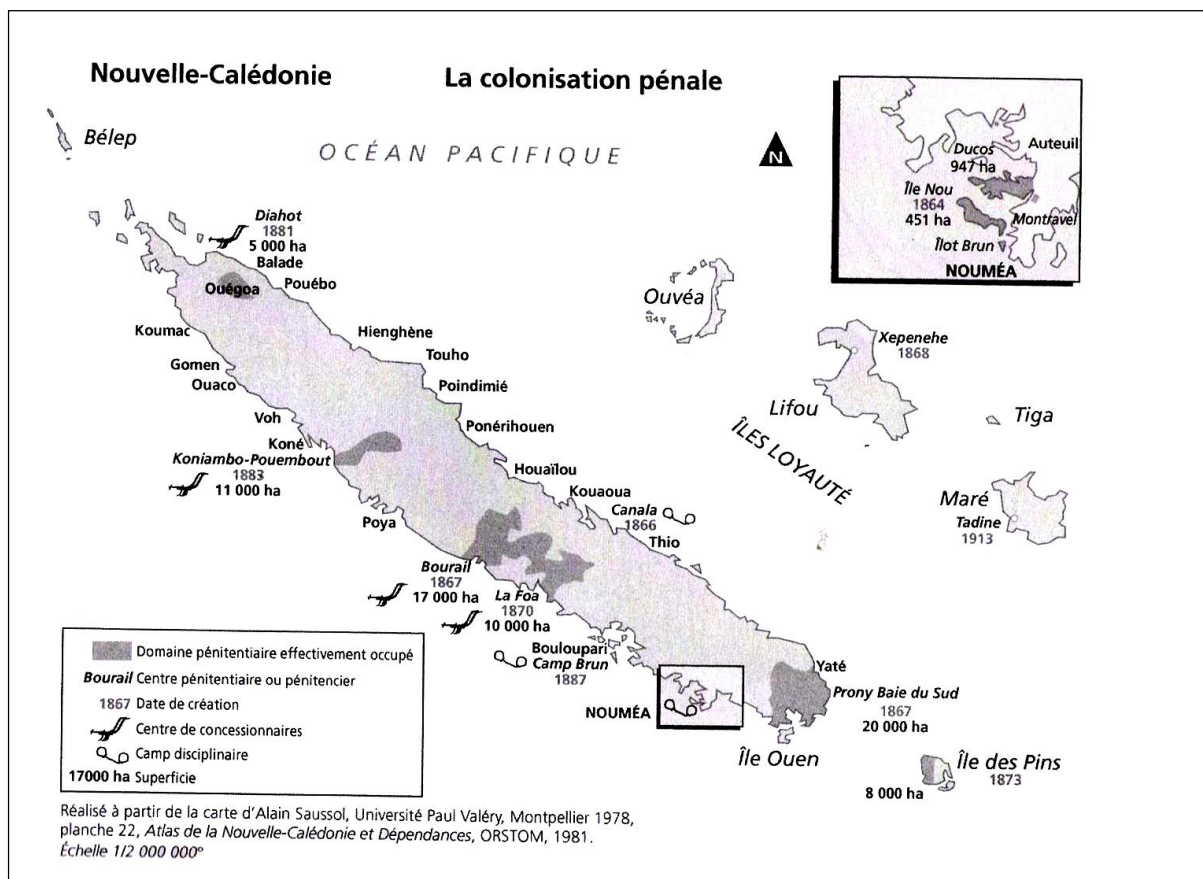 Nouvelle-Calédonie
La colonisation pénale
Bélep
OCÉAN PACIFIQUE
N
Ducos
947 ha
Auteuil
Île Nou
1864
451 ha
Montravel
Îlot Brun
NOUMÉA
Diahot
1881
5 000 ha
Balade
Ouégoa
Pouébo
Koumac
Hienghène
Gomen
Touho
Ouaco
Poindimié
Voh
Ponérihouen
Koné
Koniambo-Pouembout
1883
11 000 ha
Houaïlou
Kouaoua
Canala
1866
Poya
Thio
Ouvéa
Xepenehe
1868
Lifou
Tiga
ÎLES LOYAUTÉ
Maré
Tadine
1913
Bourail
1867
17 000 ha
La Foa
1870
10 000 ha
Bouloupari
Camp Brun
1887
NOUMÉA
Yaté
Prony Baie du Sud
1867
20 000 ha
Île Ouen
Île des Pins
1873
8 000 ha
Domaine pénitentiaire effectivement occupé
Bourail Centre pénitentiaire ou pénitencier
1867 Date de création
Centre de concessionnaires
Camp disciplinaire
17000 ha Superficie
Réalisé à partir de la carte d'Alain Saussol, Université Paul Valéry, Montpellier 1978,
planche 22, Atlas de la Nouvelle-Calédonie et Dépendances, ORSTOM, 1981.
Échelle 1/2 000 000°